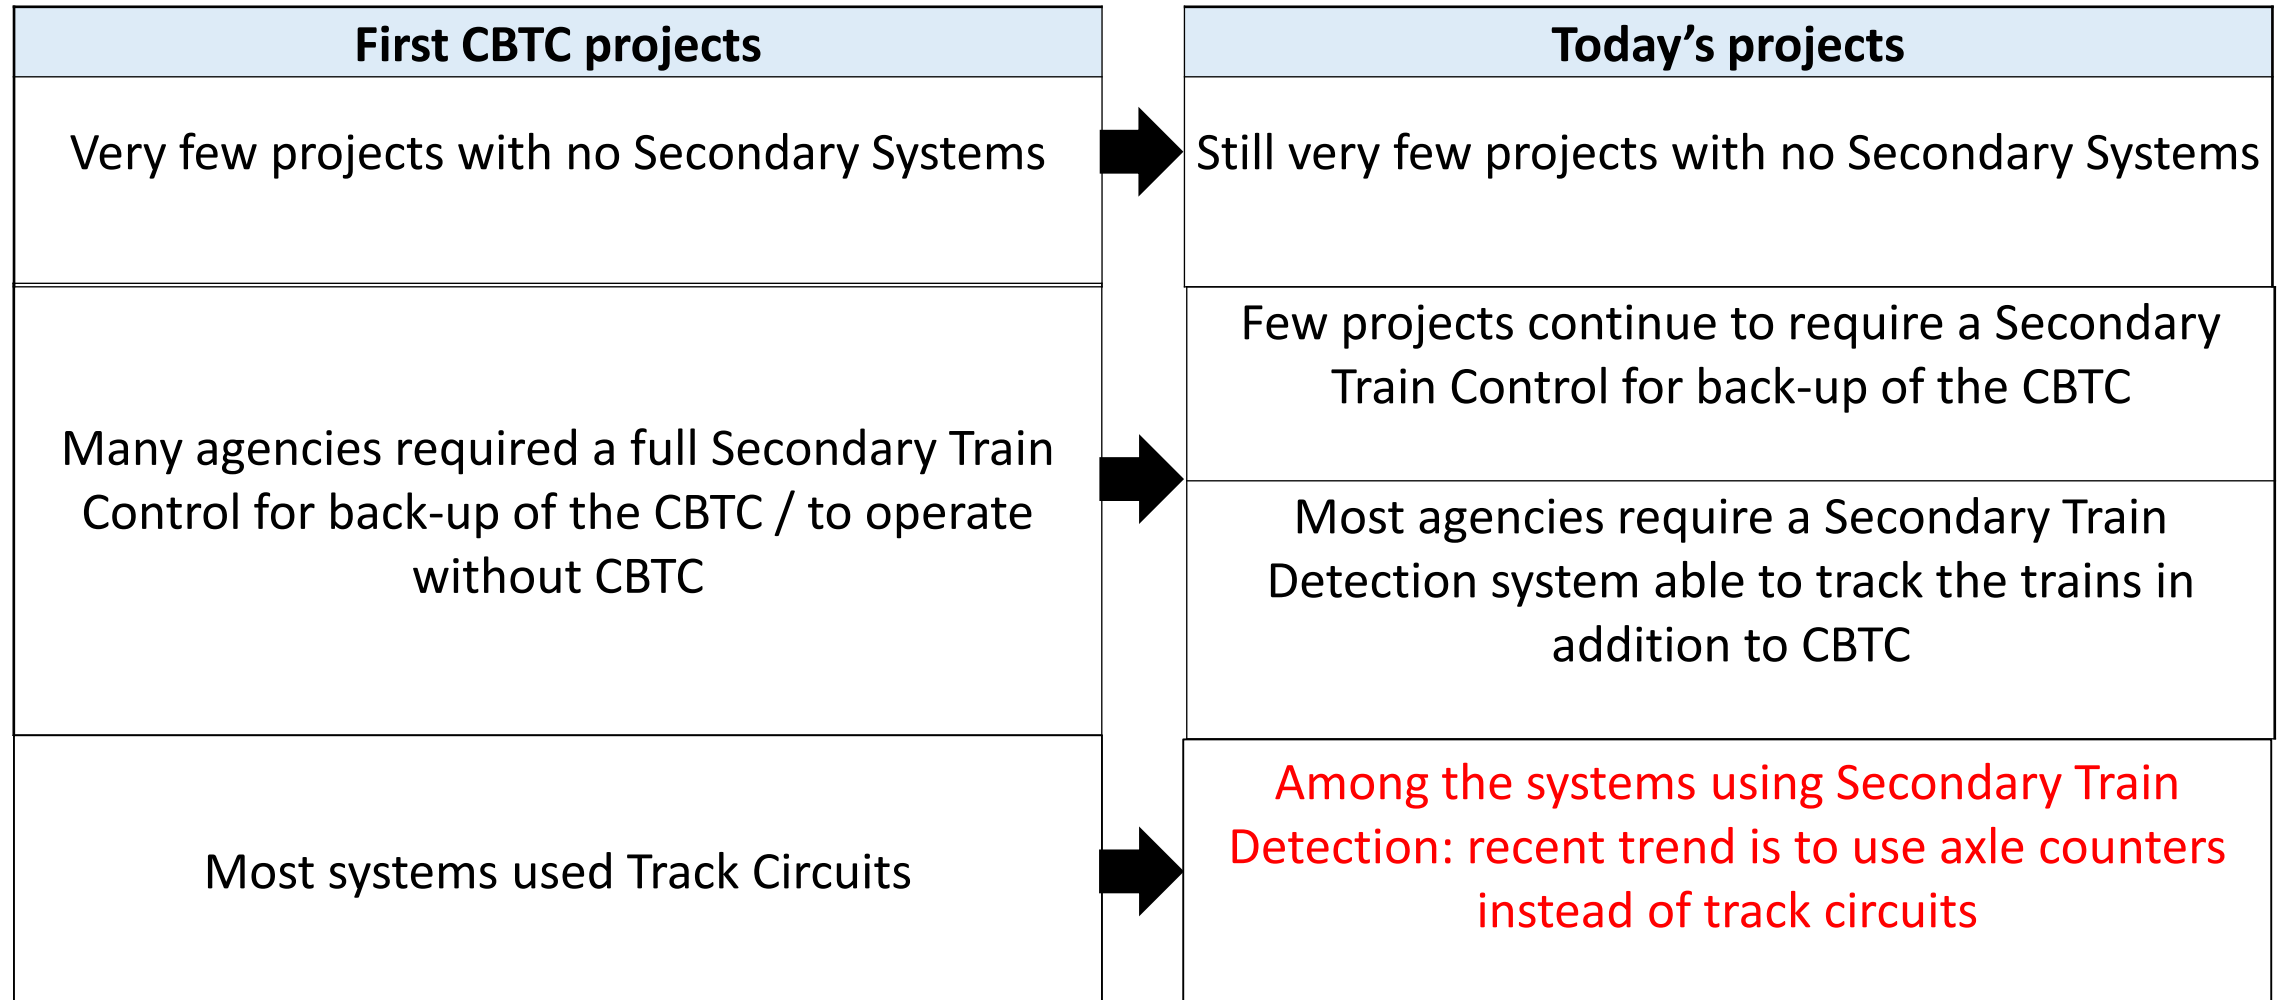 First CBTC projects
Today’s projects
Very few projects with no Secondary Systems
Still very few projects with no Secondary Systems
Many agencies required a full Secondary Train
Control for back-up of the CBTC / to operate
without CBTC
Few projects continue to require a Secondary
Train Control for back-up of the CBTC
Most agencies require a Secondary Train
Detection system able to track the trains in
addition to CBTC
Most systems used Track Circuits
Among the systems using Secondary Train
Detection: recent trend is to use axle counters
instead of track circuits